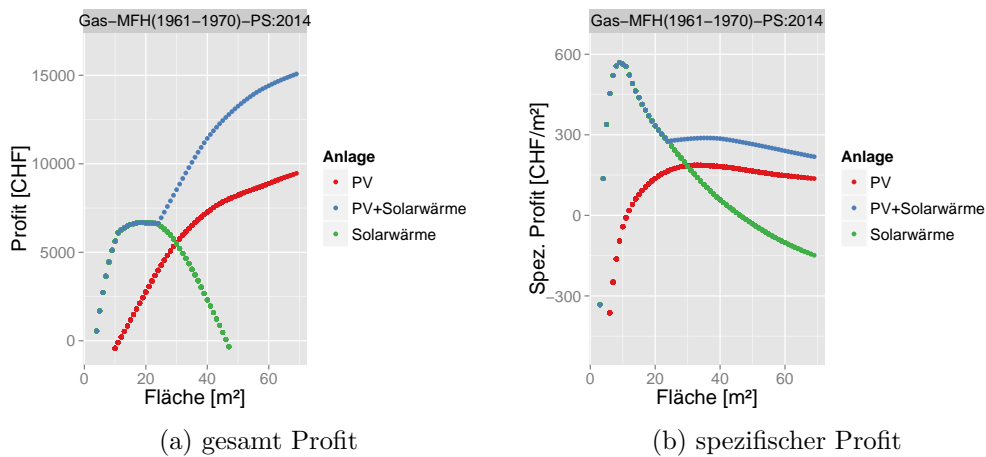 Gas−MFH(1961−1970)−PS:2014
Profit [CHF]
15000
10000
5000
0
0 20 40 60
Fläche [m²]
Anlage
PV
PV+Solarwärme
Solarwärme
(a) gesamt Profit
Gas−MFH(1961−1970)−PS:2014
Spez. Profit [CHF/m²]
600
300
0
−300
0 20 40 60
Fläche [m²]
Anlage
PV
PV+Solarwärme
Solarwärme
(b) spezifischer Profit